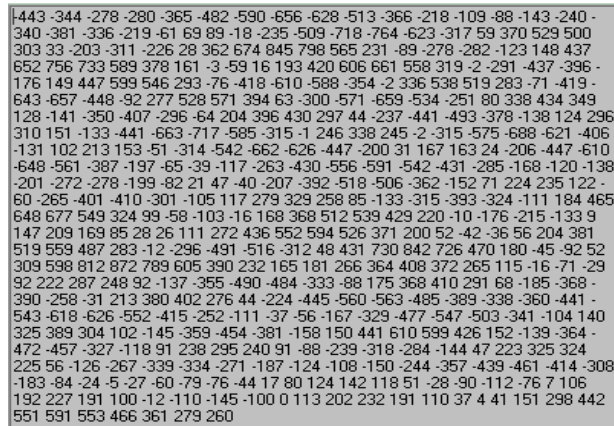 -443 -344 -278 -280 -365 -482 -590 -656 -628 -513 -366 -218 -109 -88 -143 -240 -
340 -381 -336 -219 -61 69 89 -18 -235 -509 -718 -764 -623 -317 59 370 529 500
303 33 -203 -311 -226 28 362 674 845 798 565 231 -89 -278 -282 -123 148 437
652 756 733 589 378 161 -3 -59 16 193 420 606 661 558 319 -2 -291 -437 -396 -
176 149 447 599 546 293 -76 -418 -610 -588 -354 -2 336 538 519 283 -71 -419 -
643 -657 -448 -92 277 528 571 394 63 -300 -571 -659 -534 -251 80 338 434 349
128 -141 -350 -407 -296 -64 204 396 430 297 44 -237 -441 -493 -378 -138 124 296
310 151 -133 -441 -663 -717 -585 -315 -1 246 338 245 -2 -315 -575 -688 -621 -406
-131 102 213 153 -51 -314 -542 -662 -626 -447 -200 31 167 163 24 -206 -447 -610
-648 -561 -387 -197 -65 -39 -117 -263 -430 -556 -591 -542 -431 -285 -168 -120 -138
-201 -272 -278 -199 -82 21 47 -40 -207 -392 -518 -506 -362 -152 71 224 235 122 -
60 -265 -401 -410 -301 -105 117 279 329 258 85 -133 -315 -393 -324 -111 184 465
648 677 549 324 99 -58 -103 -16 168 368 512 539 429 220 -10 -176 -215 -133 9
147 209 169 85 28 26 111 272 436 552 594 526 371 200 52 -42 -36 56 204 381
519 559 487 283 -12 -296 -491 -516 -312 48 431 730 842 726 470 180 -45 -92 52
309 598 812 872 789 605 390 232 165 181 266 364 408 372 265 115 -16 -71 -29
92 222 287 248 92 -137 -355 -490 -484 -333 -88 175 368 410 291 68 -185 -368 -
390 -258 -31 213 380 402 276 44 -224 -445 -560 -563 -485 -389 -338 -360 -441 -
543 -618 -626 -552 -415 -252 -111 -37 -56 -167 -329 -477 -547 -503 -341 -104 140
325 389 304 102 -145 -359 -454 -381 -158 150 441 610 599 426 152 -139 -364 -
472 -457 -327 -118 91 238 295 240 91 -88 -239 -318 -284 -144 47 223 325 324
225 56 -126 -267 -339 -334 -271 -187 -124 -108 -150 -244 -357 -439 -461 -414 -308
-183 -84 -24 -5 -27 -60 -79 -76 -44 17 80 124 142 118 51 -28 -90 -112 -76 7 106
192 227 191 100 -12 -110 -145 -100 0 113 202 232 191 110 37 4 41 151 298 442
551 591 553 466 361 279 260